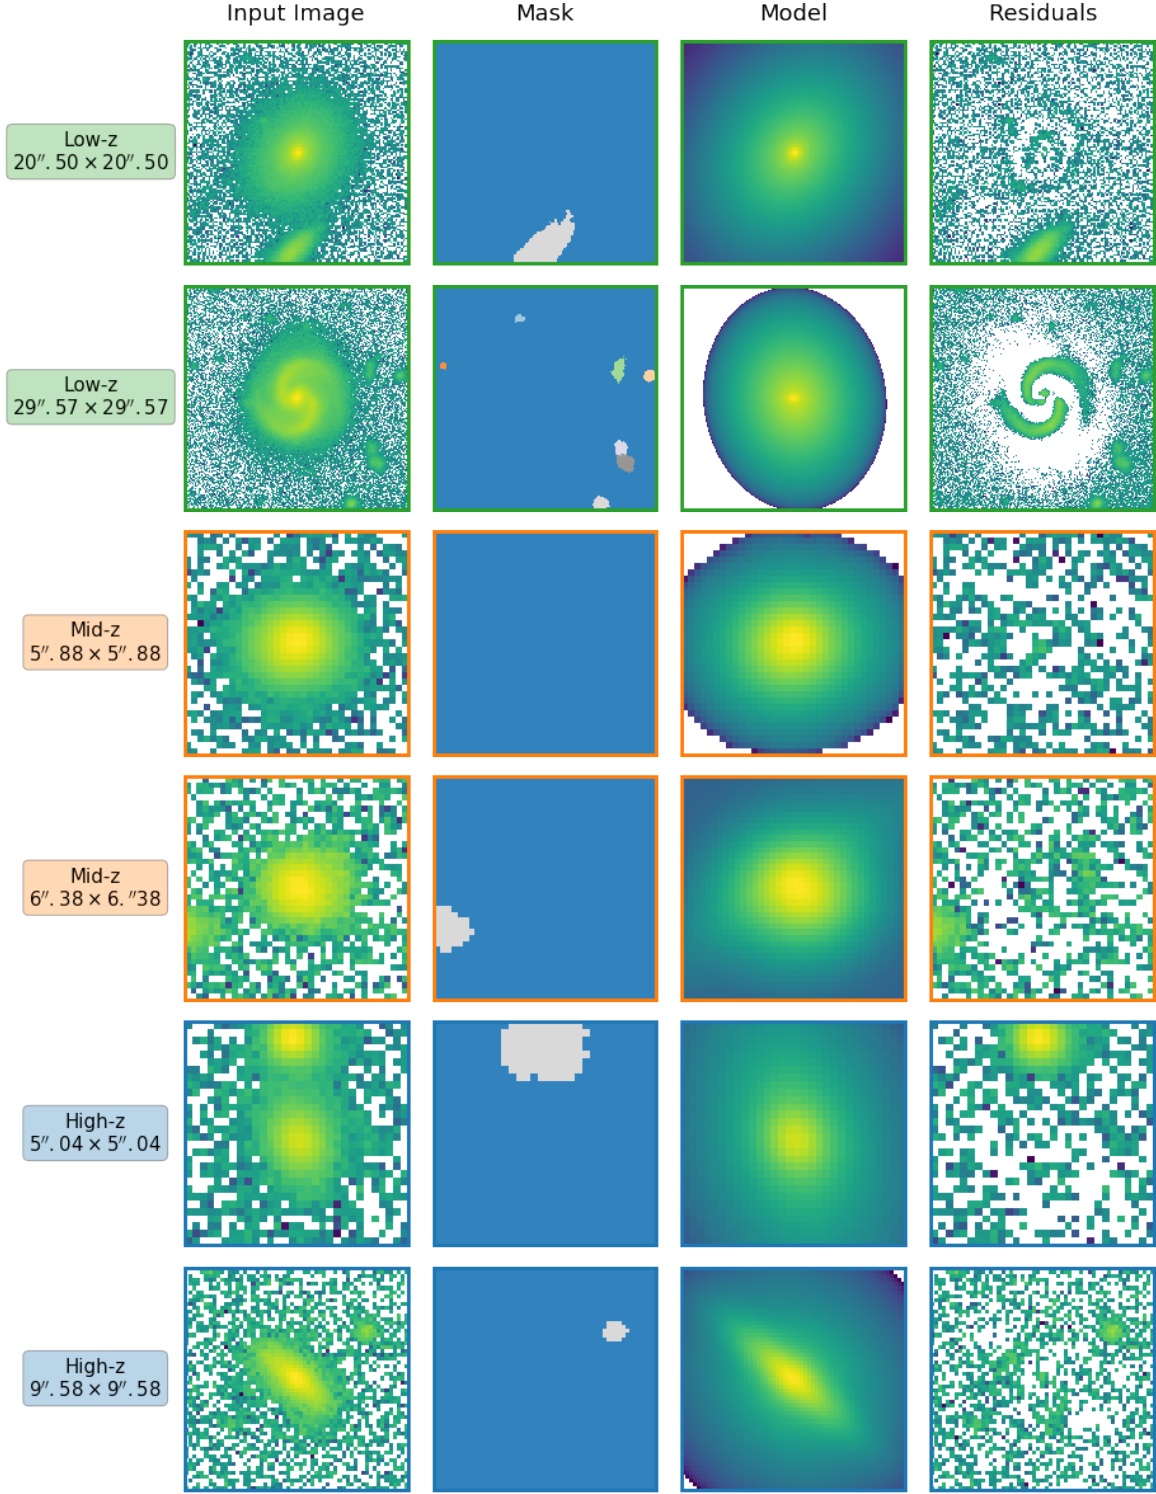 Input Image Mask Model Residuals
Low-z
20″.50 × 20″.50
Low-z
29″.57 × 29″.57
Mid-z
5″.88 × 5″.88
Mid-z
6″.38 × 6.″38
High-z
5″.04 × 5″.04
High-z
9″.58 × 9″.58